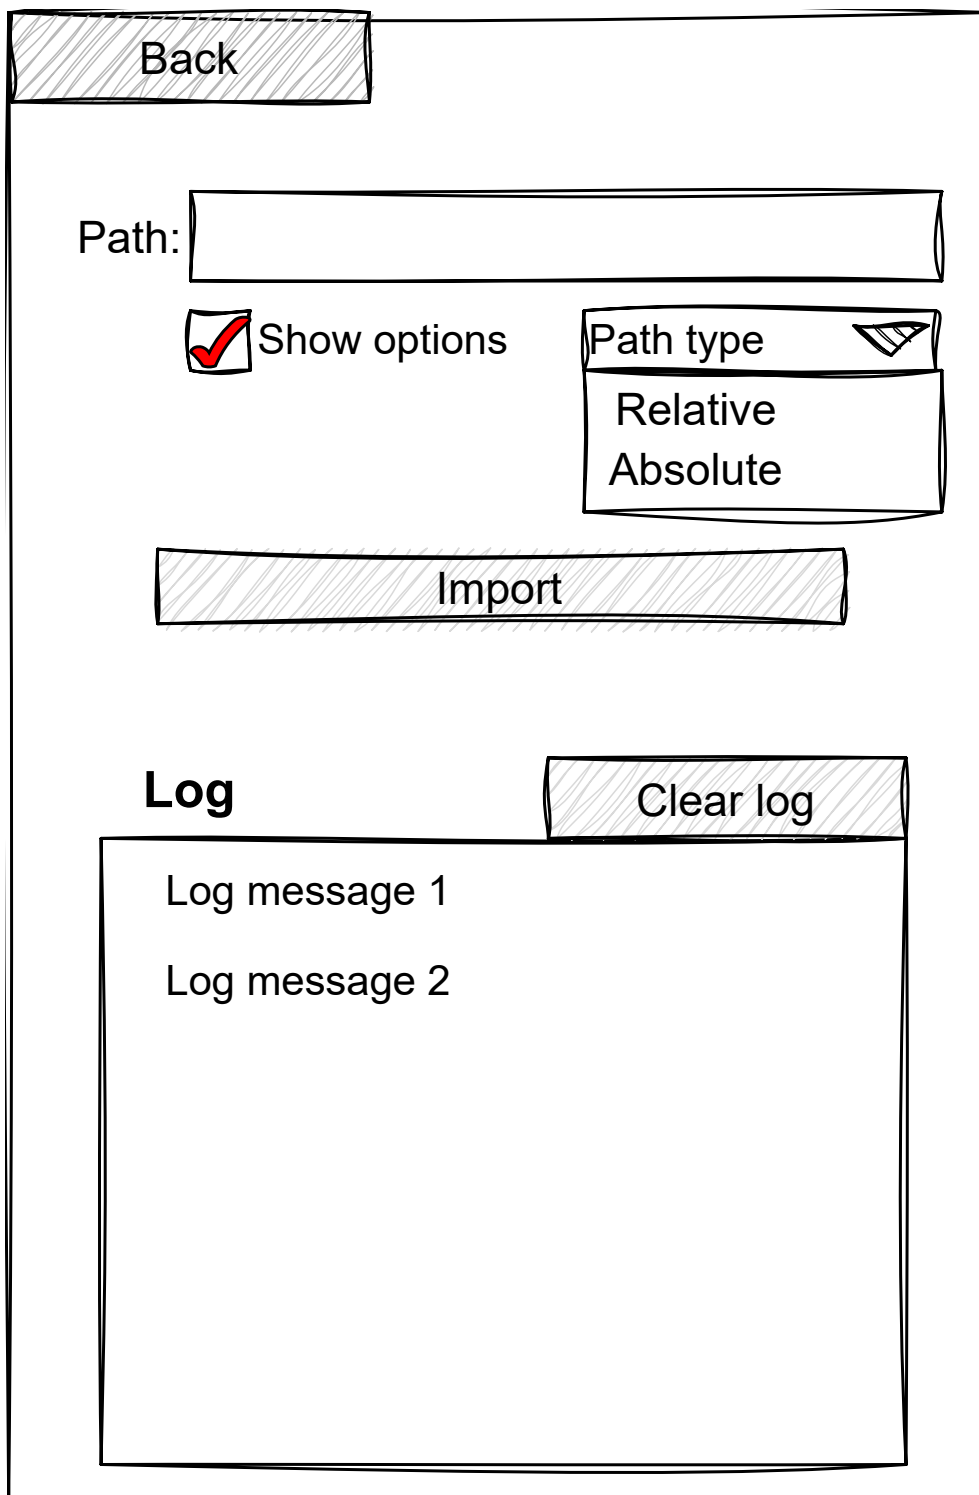 Back
Path:
Show options
Path type
Relative
Absolute
Import
Log
Clear log
Log message 1
Log message 2